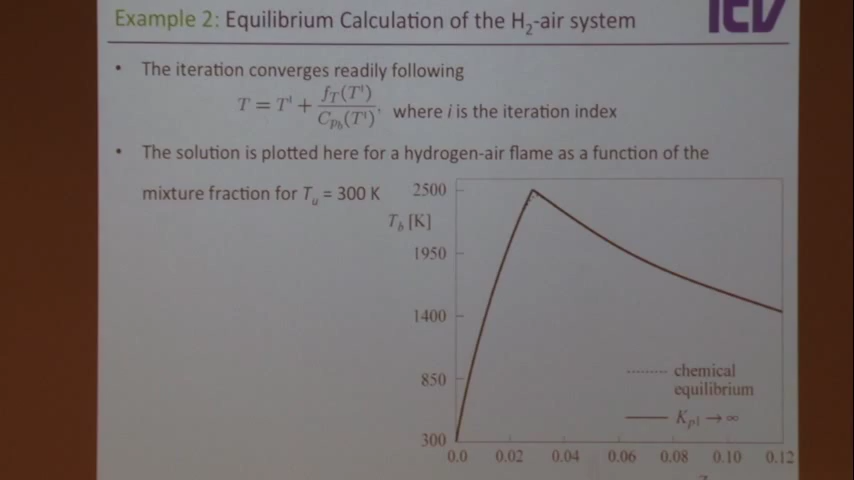 Example 2: Equilibrium Calculation of the H₂-air system
• The iteration converges readily following
T = Tⁱ + f_T(Tⁱ) / C_{p_b}(Tⁱ), where i is the iteration index
• The solution is plotted here for a hydrogen-air flame as a function of the
mixture fraction for T_u = 300 K
2500
T_b [K]
1950
1400
850
300
chemical
equilibrium
K_{p1} → ∞
0.0 0.02 0.04 0.06 0.08 0.10 0.12